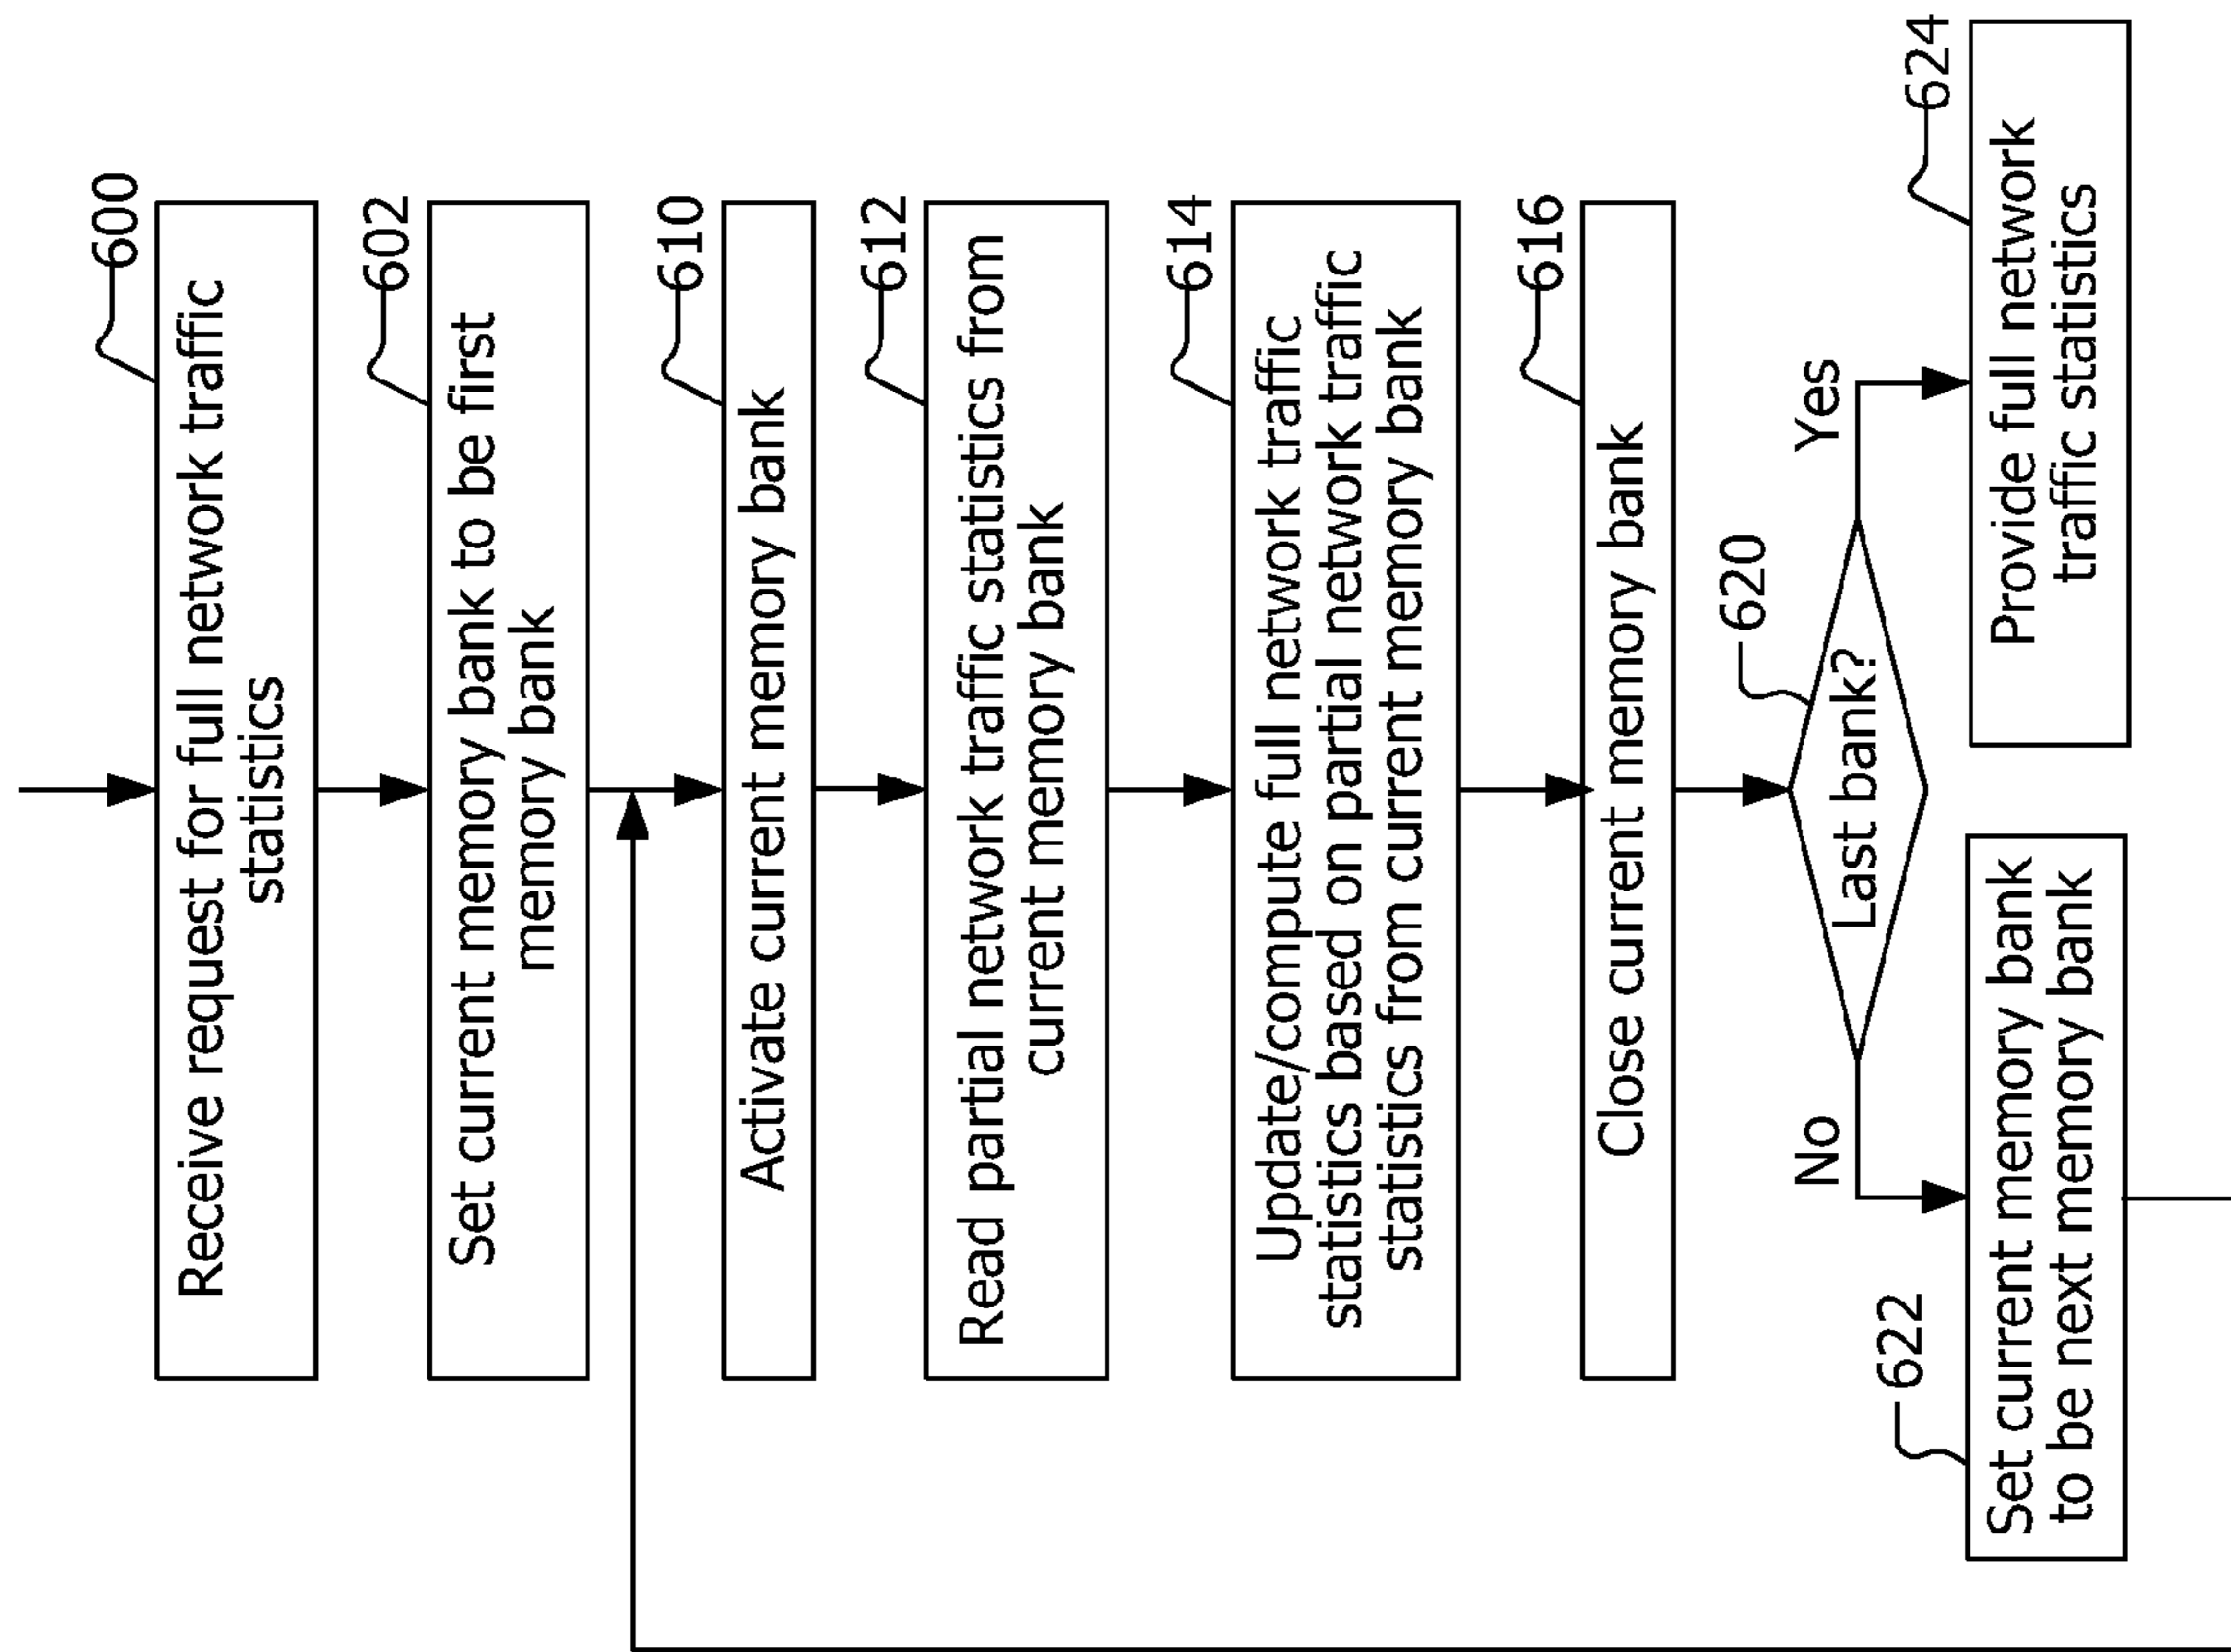 600
Receive request for full network traffic
statistics
602
Set current memory bank to be first
memory bank
610
Activate current memory bank
612
Read partial network traffic statistics from
current memory bank
614
Update/compute full network traffic
statistics based on partial network traffic
statistics from current memory bank
616
Close current memory bank
620
Last bank?
No
Yes
622
Set current memory bank
to be next memory bank
624
Provide full network
traffic statistics